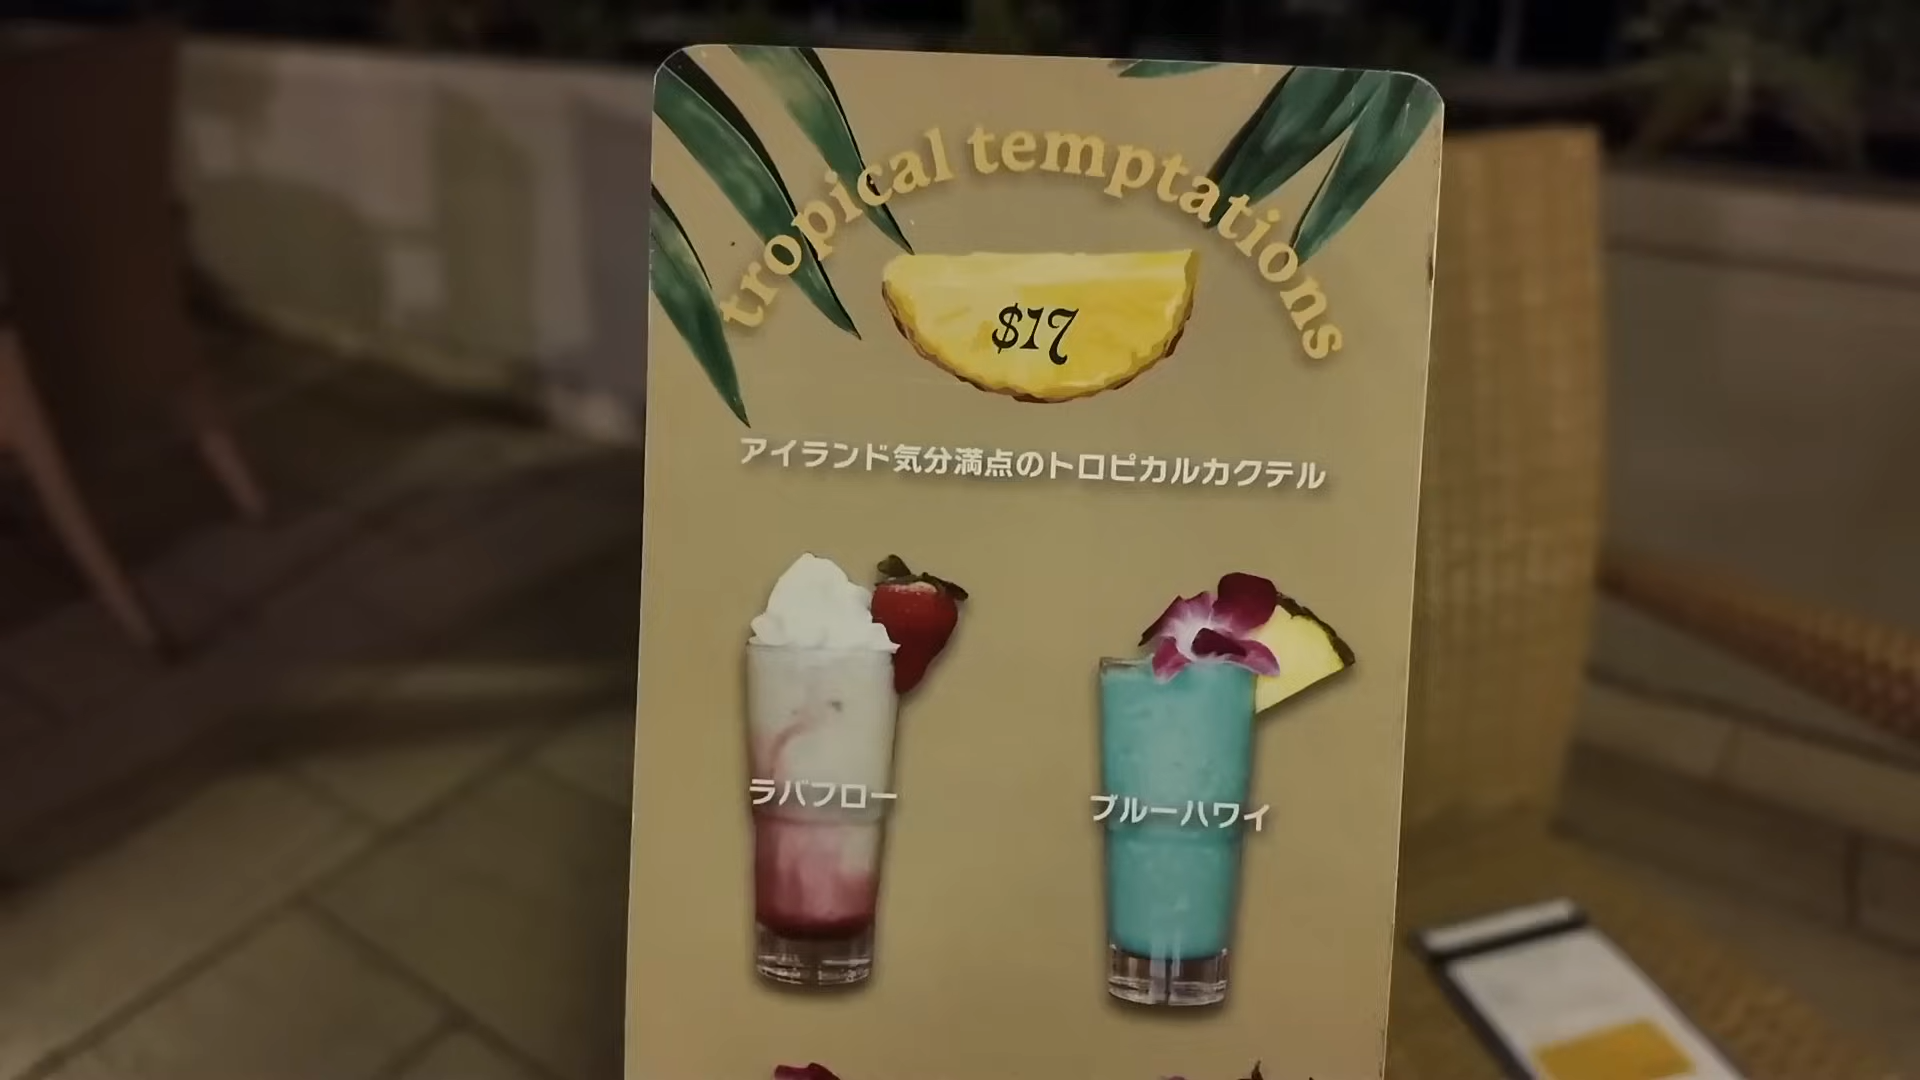 tropical temptations
$17
アイランド気分満点のトロピカルカクテル
ラバフロー
ブルーハワイ